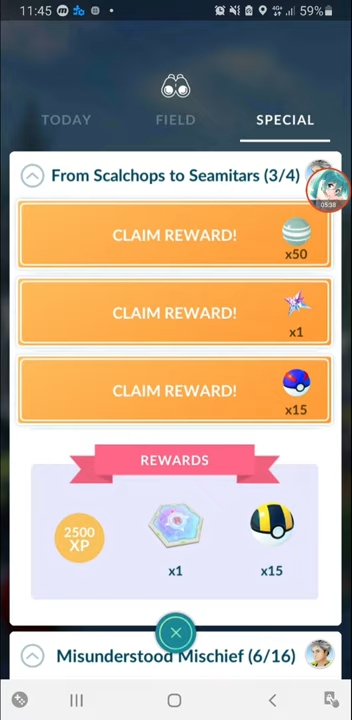 11:45
4G+ 59%
TODAY FIELD SPECIAL
From Scalchops to Seamitars (3/4)
05:38
CLAIM REWARD!
x50
CLAIM REWARD!
x1
CLAIM REWARD!
x15
REWARDS
2500
XP
x1 x15
Misunderstood Mischief (6/16)